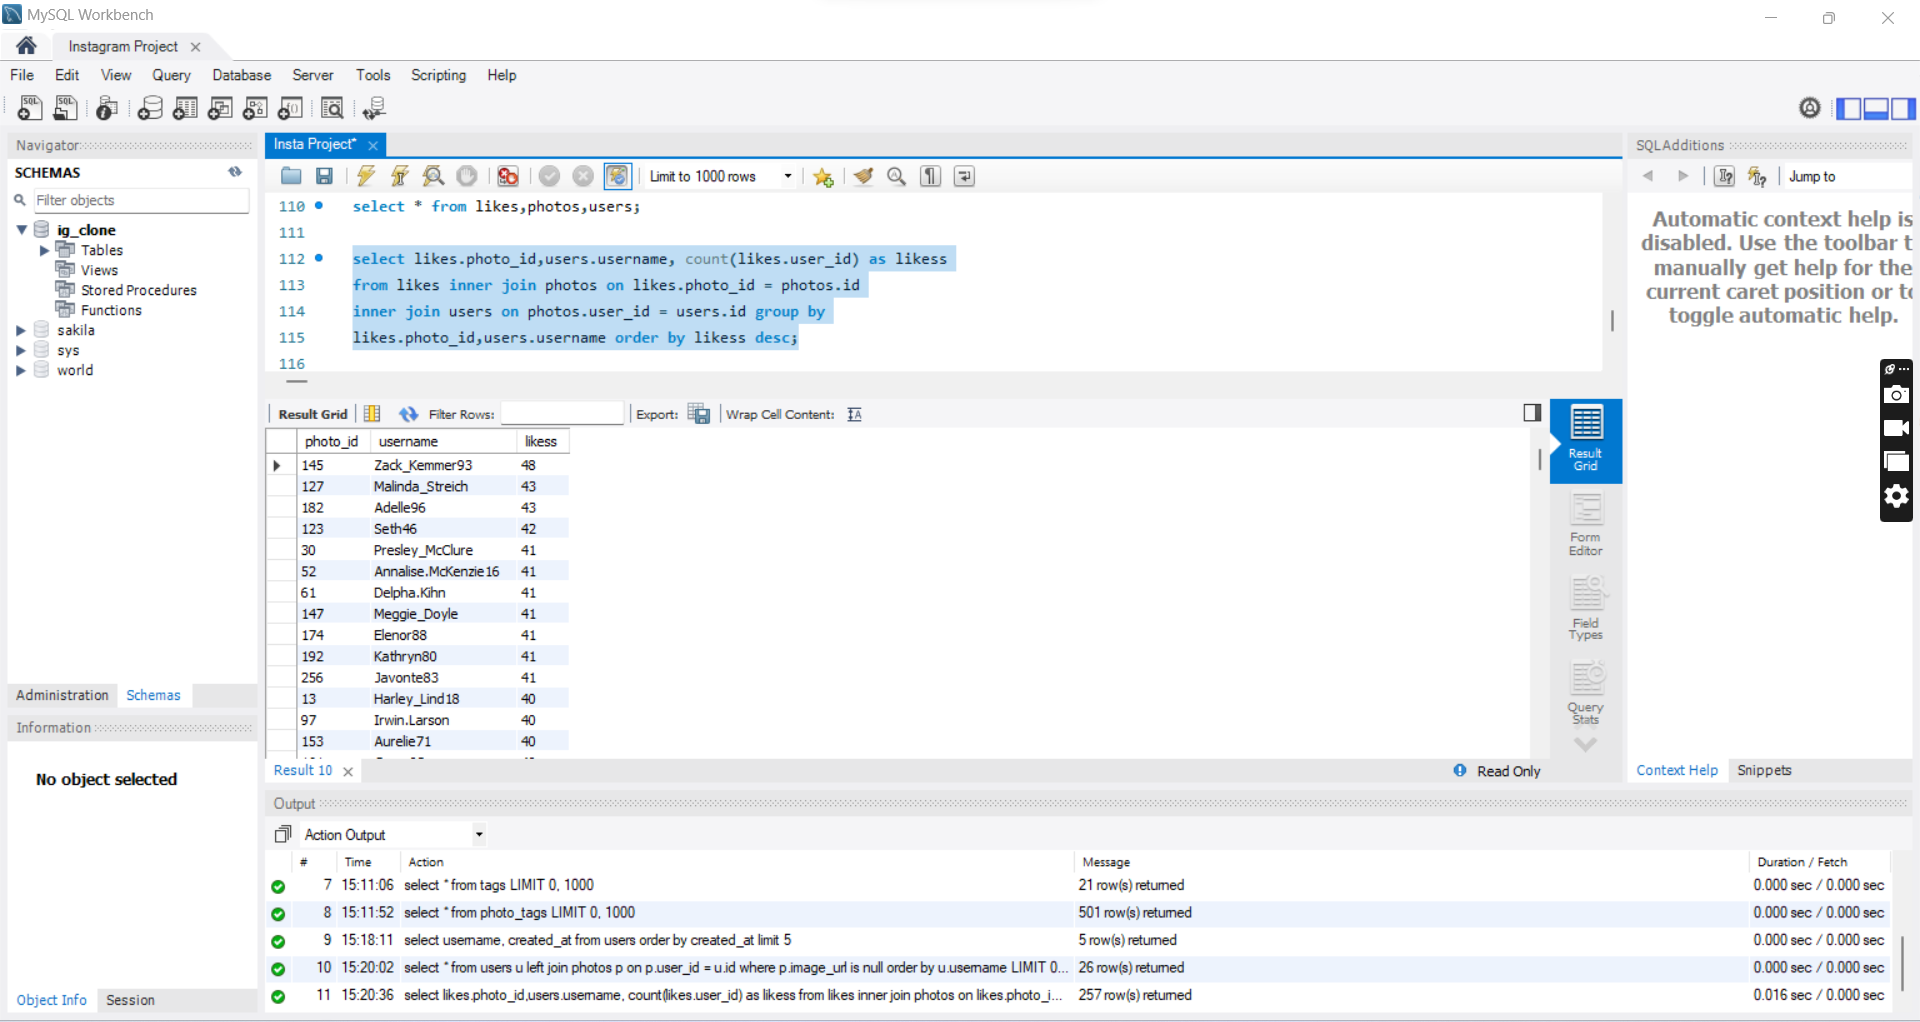 MySQL Workbench
Instagram Project
File Edit View Query Database Server Tools Scripting Help
Navigator
SCHEMAS
Filter objects
ig_clone
Tables
Views
Stored Procedures
Functions
sakila
sys
world
Administration Schemas
Information
No object selected
Object Info Session
Insta Project*
Limit to 1000 rows
110 select * from likes,photos,users;
111
112 select likes.photo_id,users.username, count(likes.user_id) as likess
113 from likes inner join photos on likes.photo_id = photos.id
114 inner join users on photos.user_id = users.id group by
115 likes.photo_id,users.username order by likess desc;
116
Result Grid Filter Rows: Export: Wrap Cell Content:
photo_id username likess
145 Zack_Kemmer93 48
127 Malinda_Streich 43
182 Adelle96 43
123 Seth46 42
30 Presley_McClure 41
52 Annalise.McKenzie16 41
61 Delpha.Kihn 41
147 Meggie_Doyle 41
174 Elenor88 41
192 Kathryn80 41
256 Javonte83 41
13 Harley_Lind18 40
97 Irwin.Larson 40
153 Aurelie71 40
Result Grid
Form Editor
Field Types
Query Stats
Result 10
Read Only
SQLAdditions
Jump to
Automatic context help is
disabled. Use the toolbar t
manually get help for the
current caret position or to
toggle automatic help.
Context Help Snippets
Output
Action Output
# Time Action Message Duration / Fetch
7 15:11:06 select * from tags LIMIT 0, 1000 21 row(s) returned 0.000 sec / 0.000 sec
8 15:11:52 select * from photo_tags LIMIT 0, 1000 501 row(s) returned 0.000 sec / 0.000 sec
9 15:18:11 select username, created_at from users order by created_at limit 5 5 row(s) returned 0.000 sec / 0.000 sec
10 15:20:02 select * from users u left join photos p on p.user_id = u.id where p.image_url is null order by u.username LIMIT 0... 26 row(s) returned 0.000 sec / 0.000 sec
11 15:20:36 select likes.photo_id,users.username, count(likes.user_id) as likess from likes inner join photos on likes.photo_i... 257 row(s) returned 0.016 sec / 0.000 sec